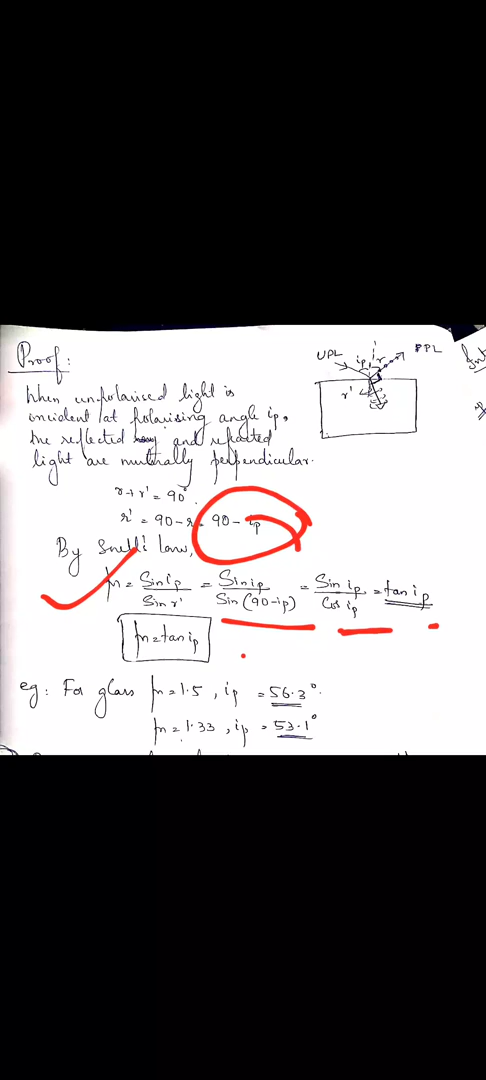 Proof:
UPL
ip
r
PPL
r'
When unpolarised light is
incident at polarising angle ip,
the reflected and refracted
light are mutually perpendicular.
r+r' = 90°.
r' = 90-r = 90-ip
By Snell's law,
μ = Sin ip / Sin r' = Sin ip / Sin (90-ip) = Sin ip / Cos ip = tan ip
μ = tan ip
eg: For glass μ = 1.5, ip = 56.3°.
μ = 1.33, ip = 53.1°